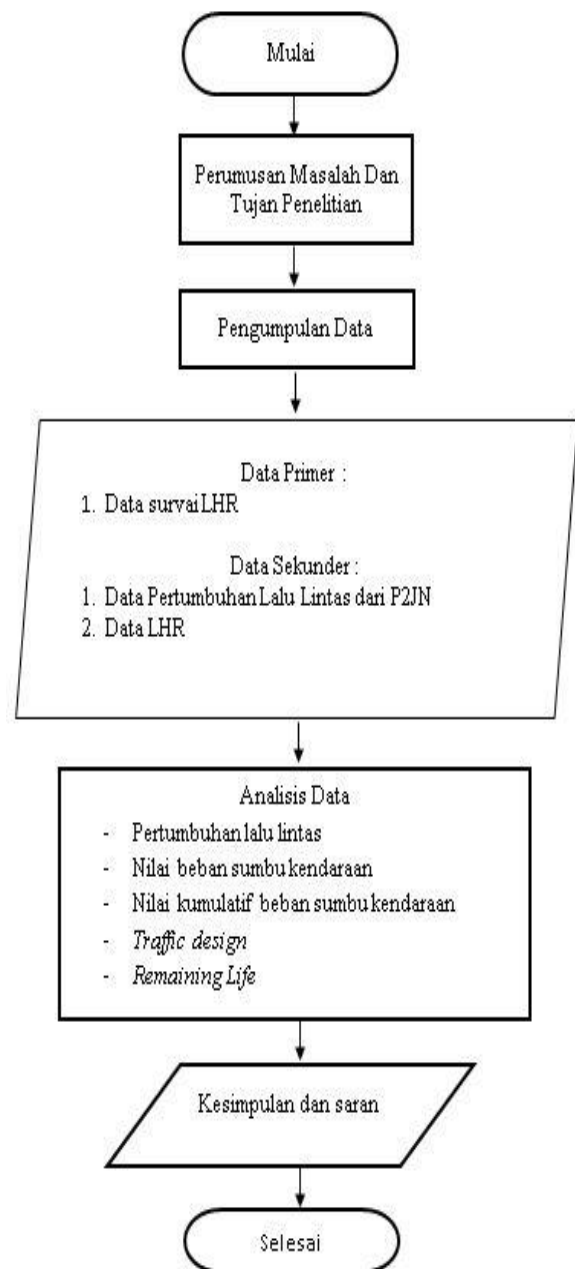 Mulai
Perumusan Masalah Dan
Tujan Penelitian
Pengumpulan Data
Data Primer :
1. Data survai LHR
Data Sekunder :
1. Data Pertumbuhan Lalu Lintas dari P2JN
2. Data LHR
Analisis Data
- Pertumbuhan lalu lintas
- Nilai beban sumbu kendaraan
- Nilai kumulatif beban sumbu kendaraan
- Traffic design
- Remaining Life
Kesimpulan dan saran
Selesai